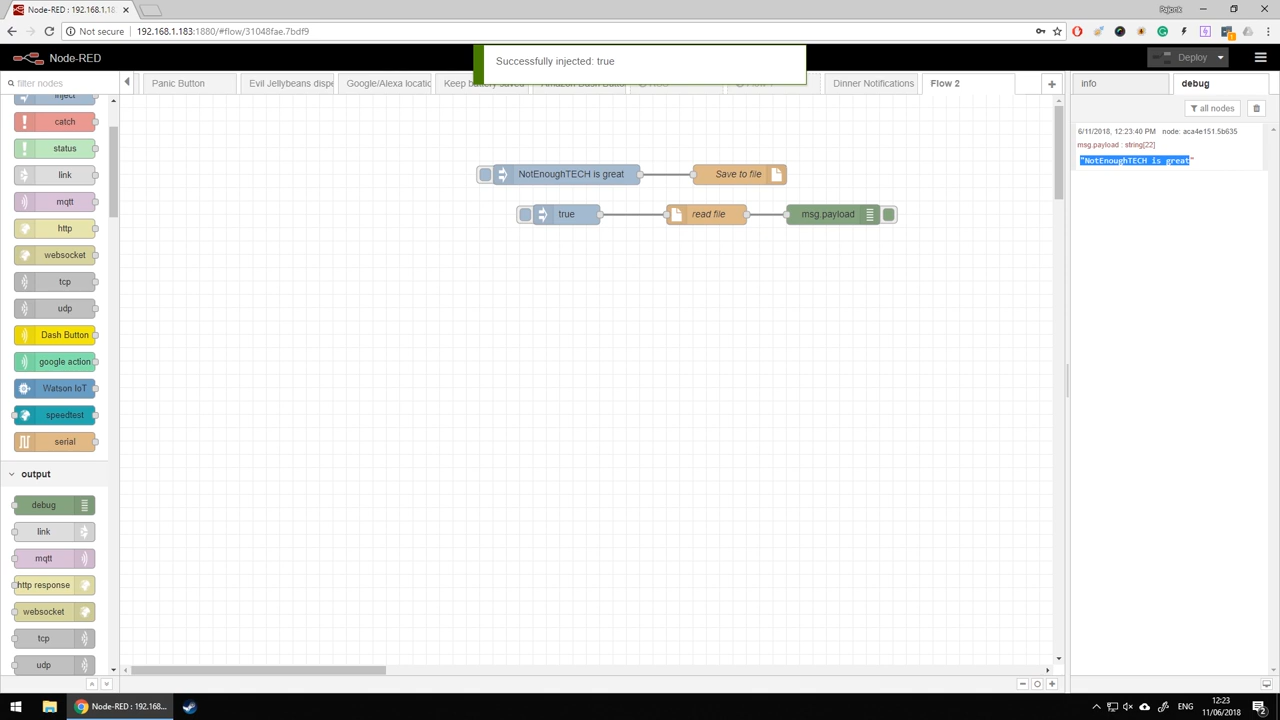 Node-RED : 192.168.1.18
Pajacek
Not secure
192.168.1.183:1880/#flow/31048fae.7bdf9
Node-RED
Successfully injected: true
Deploy
filter nodes
Panic Button
Evil Jellybeans dispe
Google/Alexa locatic
Dinner Notifications
Flow 2
info
debug
all nodes
inject
catch
status
link
mqtt
http
websocket
tcp
udp
Dash Button
google action
Watson IoT
speedtest
serial
output
debug
link
mqtt
http response
websocket
tcp
udp
NotEnoughTECH is great
Save to file
true
read file
msg.payload
6/11/2018, 12:23:40 PM node: aca4e151.5b635
msg.payload : string[22]
"NotEnoughTECH is great"
Node-RED : 192.168...
ENG
12:23
11/06/2018
2